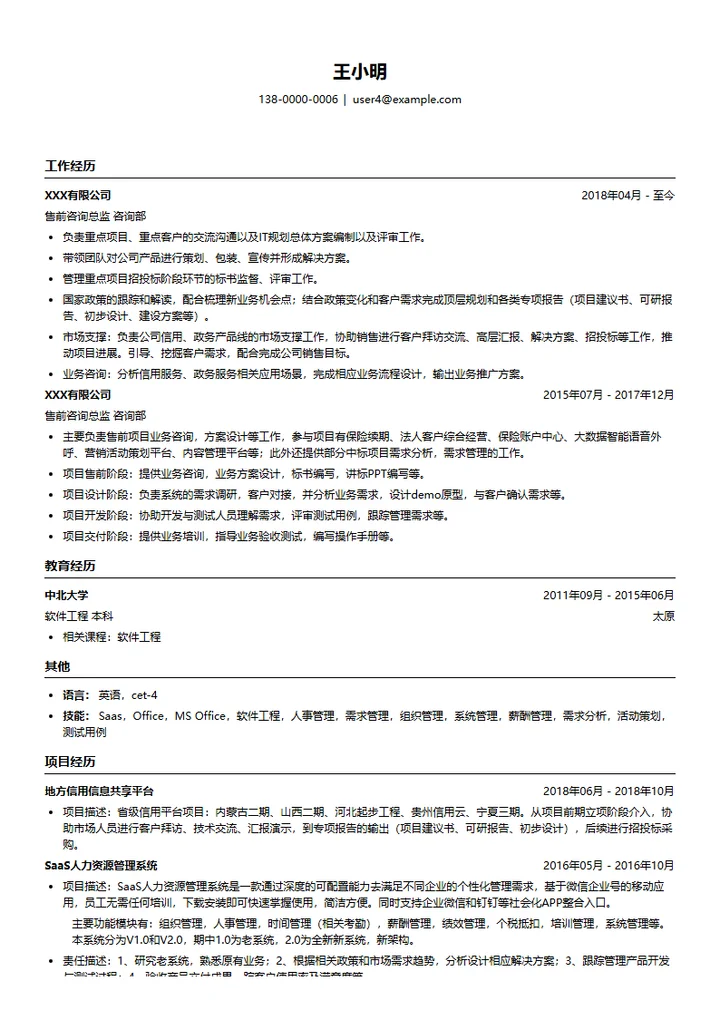 王小明
138-0000-0006 | user4@example.com
工作经历
XXX有限公司 2018年04月 - 至今
售前咨询总监 咨询部
• 负责重点项目、重点客户的交流沟通以及IT规划总体方案编制以及评审工作。
• 带领团队对公司产品进行策划、包装、宣传并形成解决方案。
• 管理重点项目招投标阶段环节的标书监督、评审工作。
• 国家政策的跟踪和解读，配合梳理新业务机会点；结合政策变化和客户需求完成顶层规划和各类专项报告（项目建议书、可研报
告、初步设计、建设方案等）。
• 市场支撑：负责公司信用、政务产品线的市场支撑工作，协助销售进行客户拜访交流、高层汇报、解决方案、招投标等工作，推
动项目进展。引导、挖掘客户需求，配合完成公司销售目标。
• 业务咨询：分析信用服务、政务服务相关应用场景，完成相应业务流程设计，输出业务推广方案。
XXX有限公司 2015年07月 - 2017年12月
售前咨询总监 咨询部
• 主要负责售前项目业务咨询，方案设计等工作，参与项目有保险续期、法人客户综合经营、保险账户中心、大数据智能语音外
呼、营销活动策划平台、内容管理平台等；此外还提供部分中标项目需求分析，需求管理的工作。
• 项目售前阶段：提供业务咨询，业务方案设计，标书编写，讲标PPT编写等。
• 项目设计阶段：负责系统的需求调研，客户对接，并分析业务需求，设计demo原型，与客户确认需求等。
• 项目开发阶段：协助开发与测试人员理解需求，评审测试用例，跟踪管理需求等。
• 项目交付阶段：提供业务培训，指导业务验收测试，编写操作手册等。
教育经历
中北大学 2011年09月 - 2015年06月
软件工程 本科 太原
• 相关课程：软件工程
其他
• 语言： 英语，cet-4
• 技能： Saas，Office，MS Office，软件工程，人事管理，需求管理，组织管理，系统管理，薪酬管理，需求分析，活动策划，
测试用例
项目经历
地方信用信息共享平台 2018年06月 - 2018年10月
• 项目描述：省级信用平台项目：内蒙古二期、山西二期、河北起步工程、贵州信用云、宁夏三期。从项目前期立项阶段介入，协
助市场人员进行客户拜访、技术交流、汇报演示，到专项报告的输出（项目建议书、可研报告、初步设计），后续进行招投标采
购。
SaaS人力资源管理系统 2016年05月 - 2016年10月
• 项目描述：SaaS人力资源管理系统是一款通过深度的可配置能力去满足不同企业的个性化管理需求，基于微信企业号的移动应
用，员工无需任何培训，下载安装即可快速掌握使用，简洁方便。同时支持企业微信和钉钉等社会化APP整合入口。
主要功能模块有：组织管理，人事管理，时间管理（相关考勤），薪酬管理，绩效管理，个税抵扣，培训管理，系统管理等。
本系统分为V1.0和V2.0，期中1.0为老系统，2.0为全新新系统，新架构。
• 责任描述：1、研究老系统，熟悉原有业务；2、根据相关政策和市场需求趋势，分析设计相应解决方案；3、跟踪管理产品开发